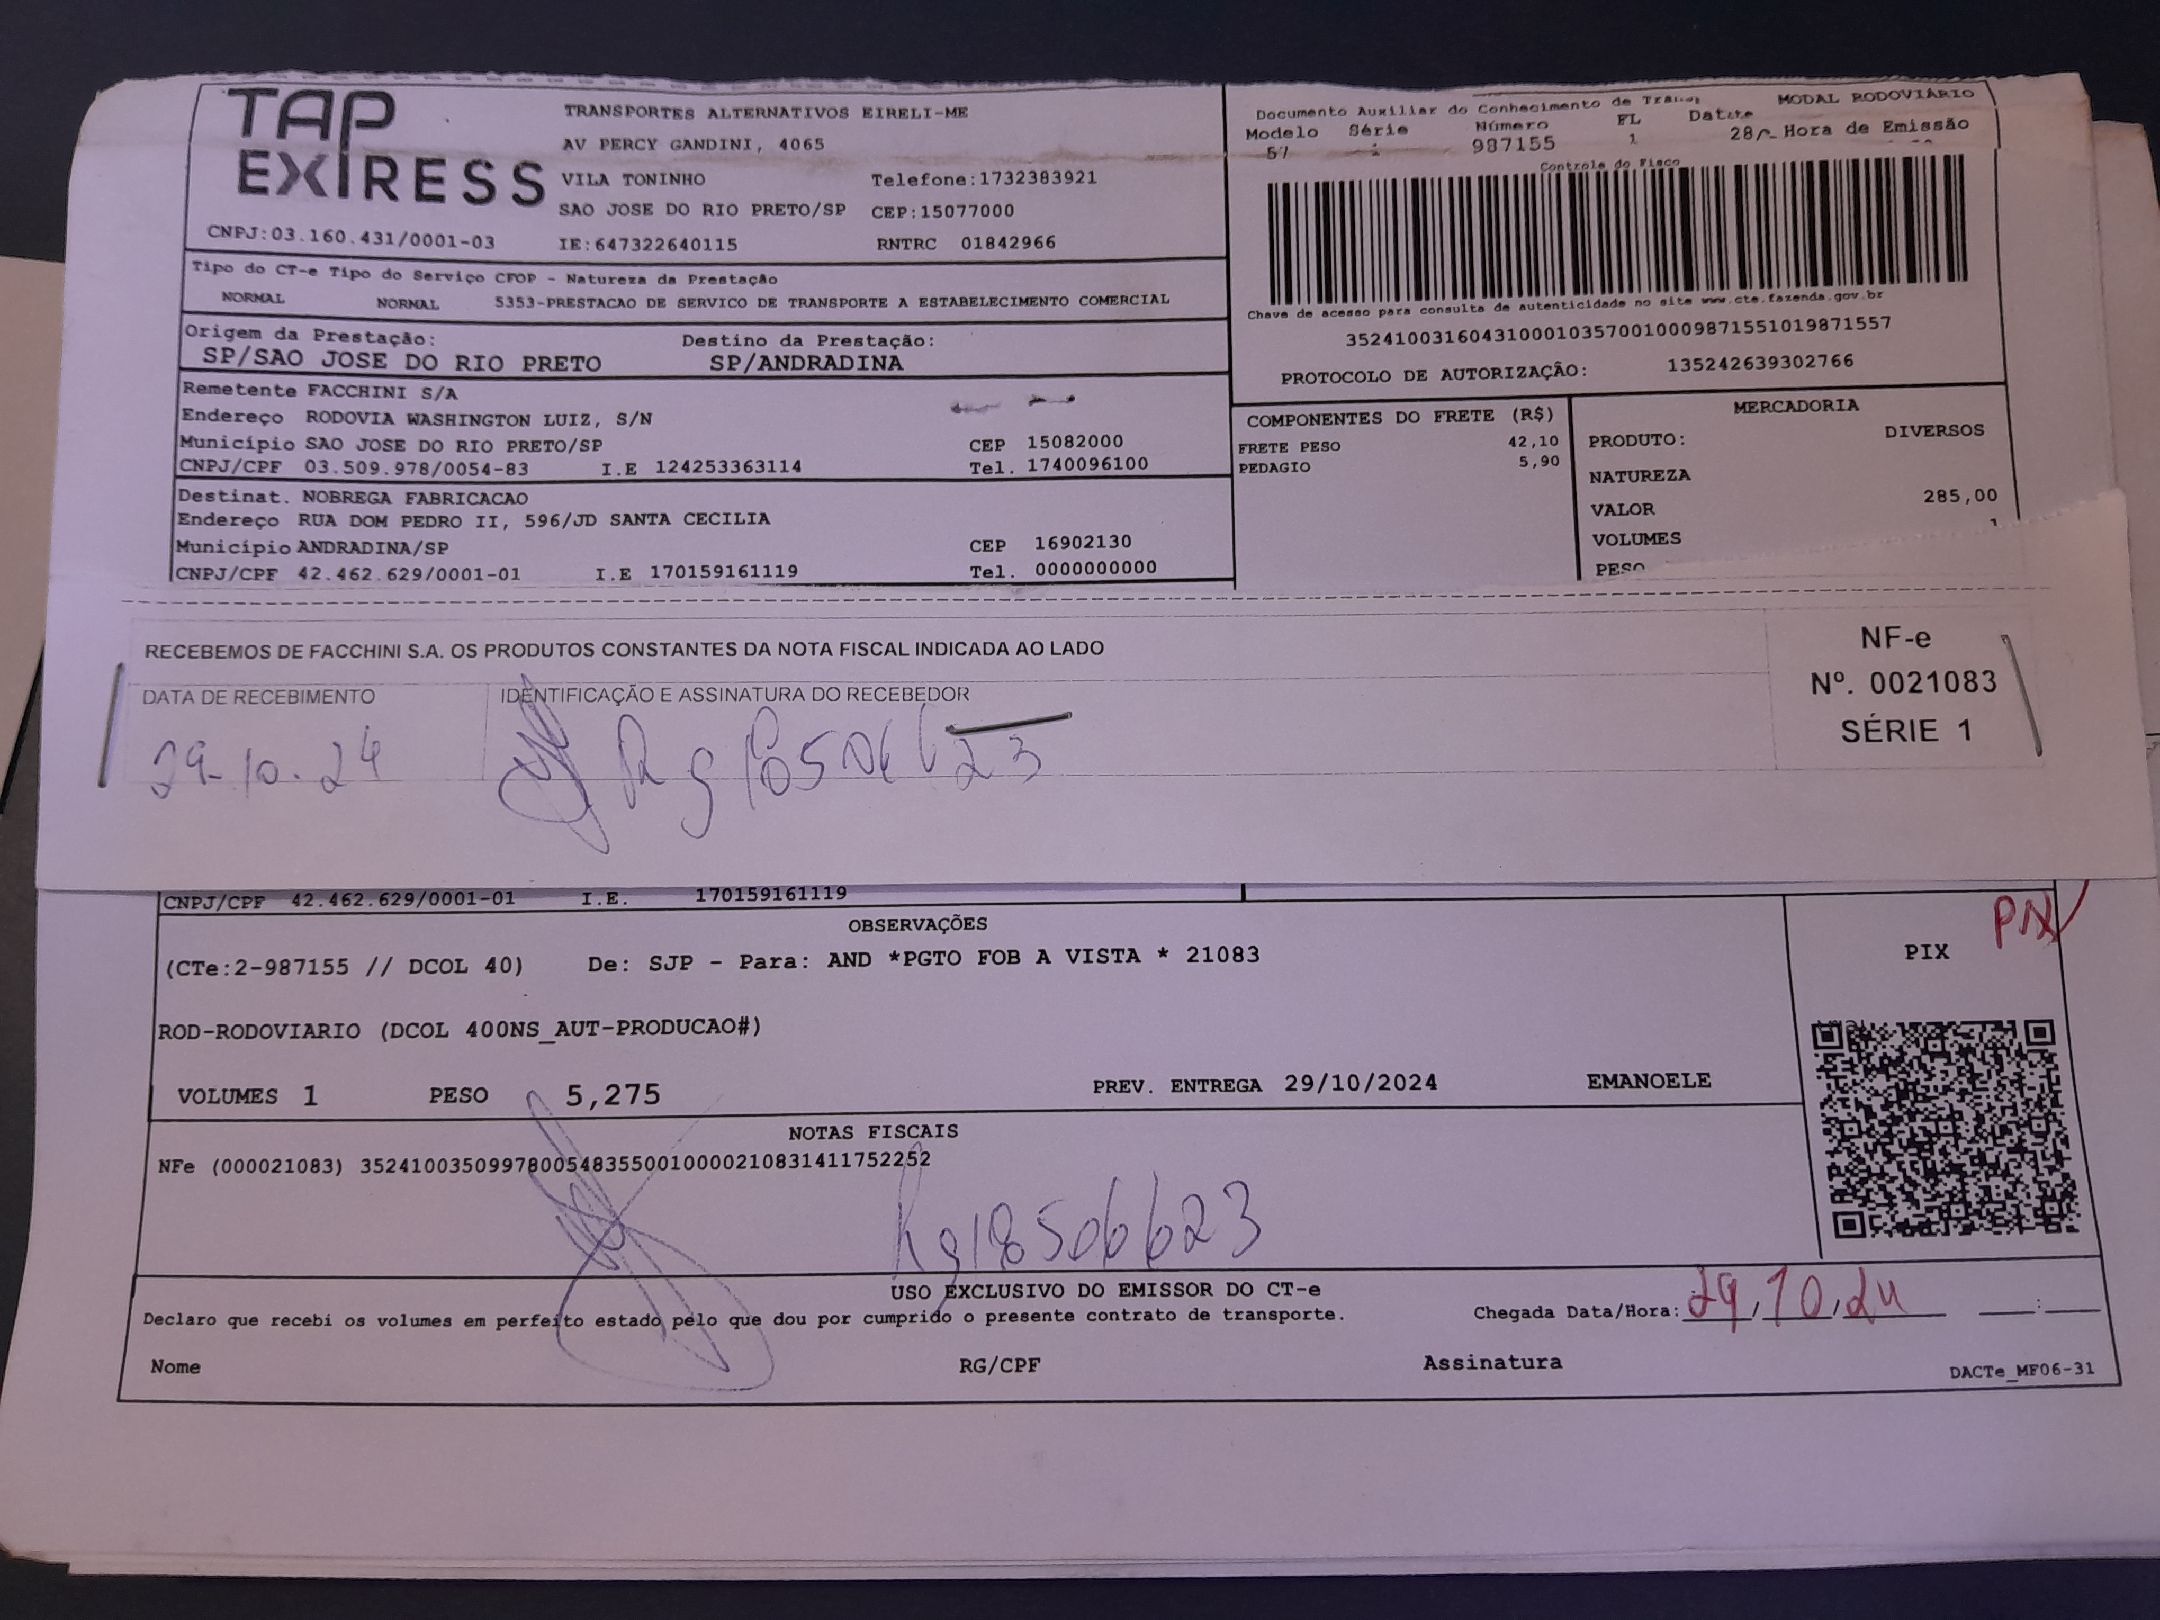 TAP
EXPRESS
TRANSPORTES ALTERNATIVOS EIRELI-ME
AV PERCY GANDINI, 4065
VILA TONINHO Telefone:1732383921
SAO JOSE DO RIO PRETO/SP CEP:15077000
CNPJ:03.160.431/0001-03 IE:647322640115 RNTRC 01842966
Documento Auxiliar do Conhecimento de MODAL RODOVIÁRIO
Modelo Série Número FL Hora de Emissão
57 987155 1 28
Controle do Fisco
Chave de acesso para consulta de autenticidade no site www.cte.fazenda.gov.br
35241003160431000103570010009871551019871557
PROTOCOLO DE AUTORIZAÇÃO: 135242639302766
Tipo do CT-e Tipo do Serviço CFOP - Natureza da Prestação
NORMAL NORMAL 5353-PRESTACAO DE SERVICO DE TRANSPORTE A ESTABELECIMENTO COMERCIAL
Origem da Prestação: Destino da Prestação:
SP/SAO JOSE DO RIO PRETO SP/ANDRADINA
Remetente FACCHINI S/A
Endereço RODOVIA WASHINGTON LUIZ, S/N
Município SAO JOSE DO RIO PRETO/SP CEP 15082000
CNPJ/CPF 03.509.978/0054-83 I.E 124253363114 Tel. 1740096100
COMPONENTES DO FRETE (R$)
FRETE PESO 42,10
PEDAGIO 5,90
MERCADORIA
PRODUTO: DIVERSOS
NATUREZA
VALOR 285,00
VOLUMES 1
PESO
Destinat. NOBREGA FABRICACAO
Endereço RUA DOM PEDRO II, 596/JD SANTA CECILIA
Município ANDRADINA/SP CEP 16902130
CNPJ/CPF 42.462.629/0001-01 I.E 170159161119 Tel. 0000000000
RECEBEMOS DE FACCHINI S.A. OS PRODUTOS CONSTANTES DA NOTA FISCAL INDICADA AO LADO
NF-e
Nº. 0021083
SÉRIE 1
DATA DE RECEBIMENTO IDENTIFICAÇÃO E ASSINATURA DO RECEBEDOR
29-10-24 Rg 18506623
CNPJ/CPF 42.462.629/0001-01 I.E. 170159161119
OBSERVAÇÕES
(CTe:2-987155 // DCOL 40) De: SJP - Para: AND *PGTO FOB A VISTA * 21083
PIX
ROD-RODOVIARIO (DCOL 400NS_AUT-PRODUCAO#)
VOLUMES 1 PESO 5,275 PREV. ENTREGA 29/10/2024 EMANOELE
NOTAS FISCAIS
NFe (000021083) 35241003509978005483550010000210831411752252
Rg18506623
USO EXCLUSIVO DO EMISSOR DO CT-e
Declaro que recebi os volumes em perfeito estado pelo que dou por cumprido o presente contrato de transporte. Chegada Data/Hora: 29/10/24 __:__
Nome RG/CPF Assinatura DACTe_MF06-31